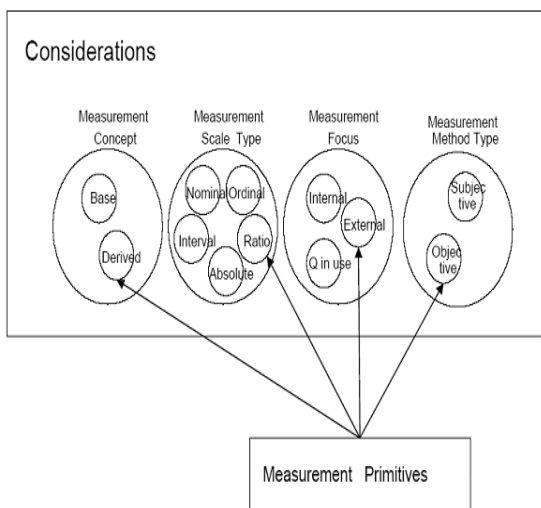 Considerations
Measurement
Concept
Measurement
Scale Type
Measurement
Focus
Measurement
Method Type
Base
Derived
Nomina
Ordinal
Interval
Ratio
Absolute
Internal
External
Q in use
Subjec
tive
Objec
tive
Measurement Primitives